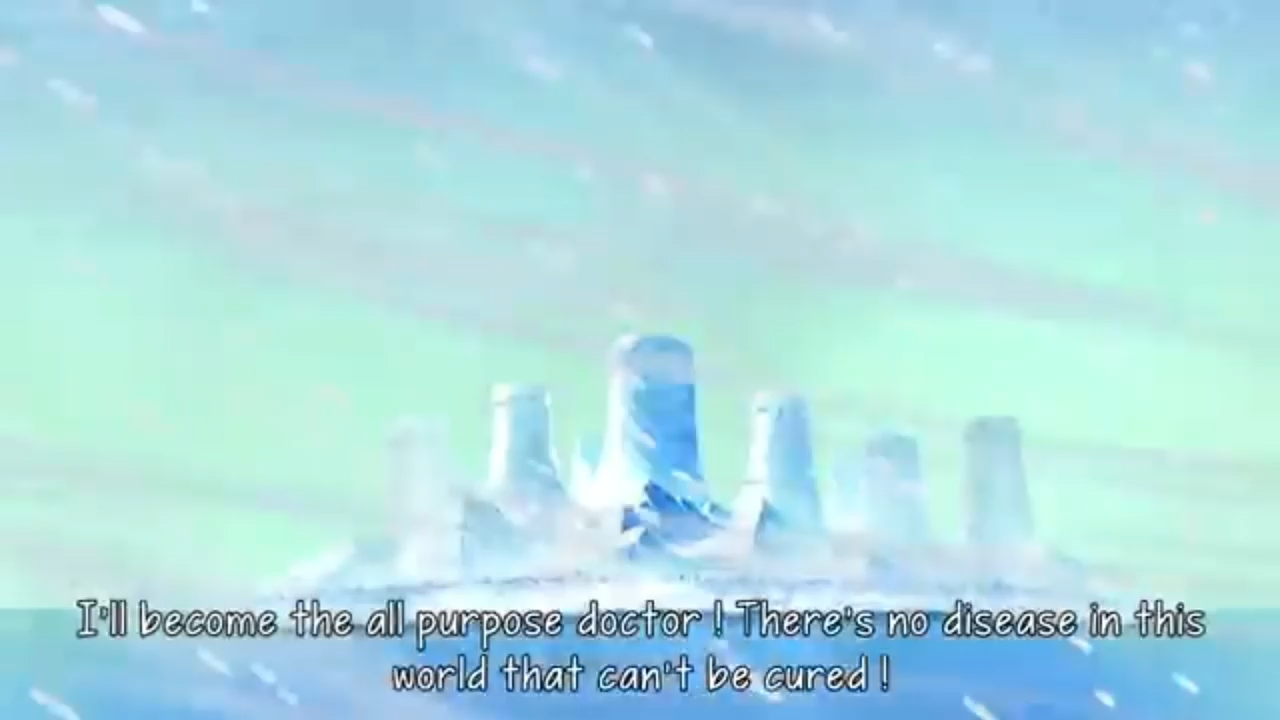 I'll become the all purpose doctor ! There's no disease in this
world that can't be cured !